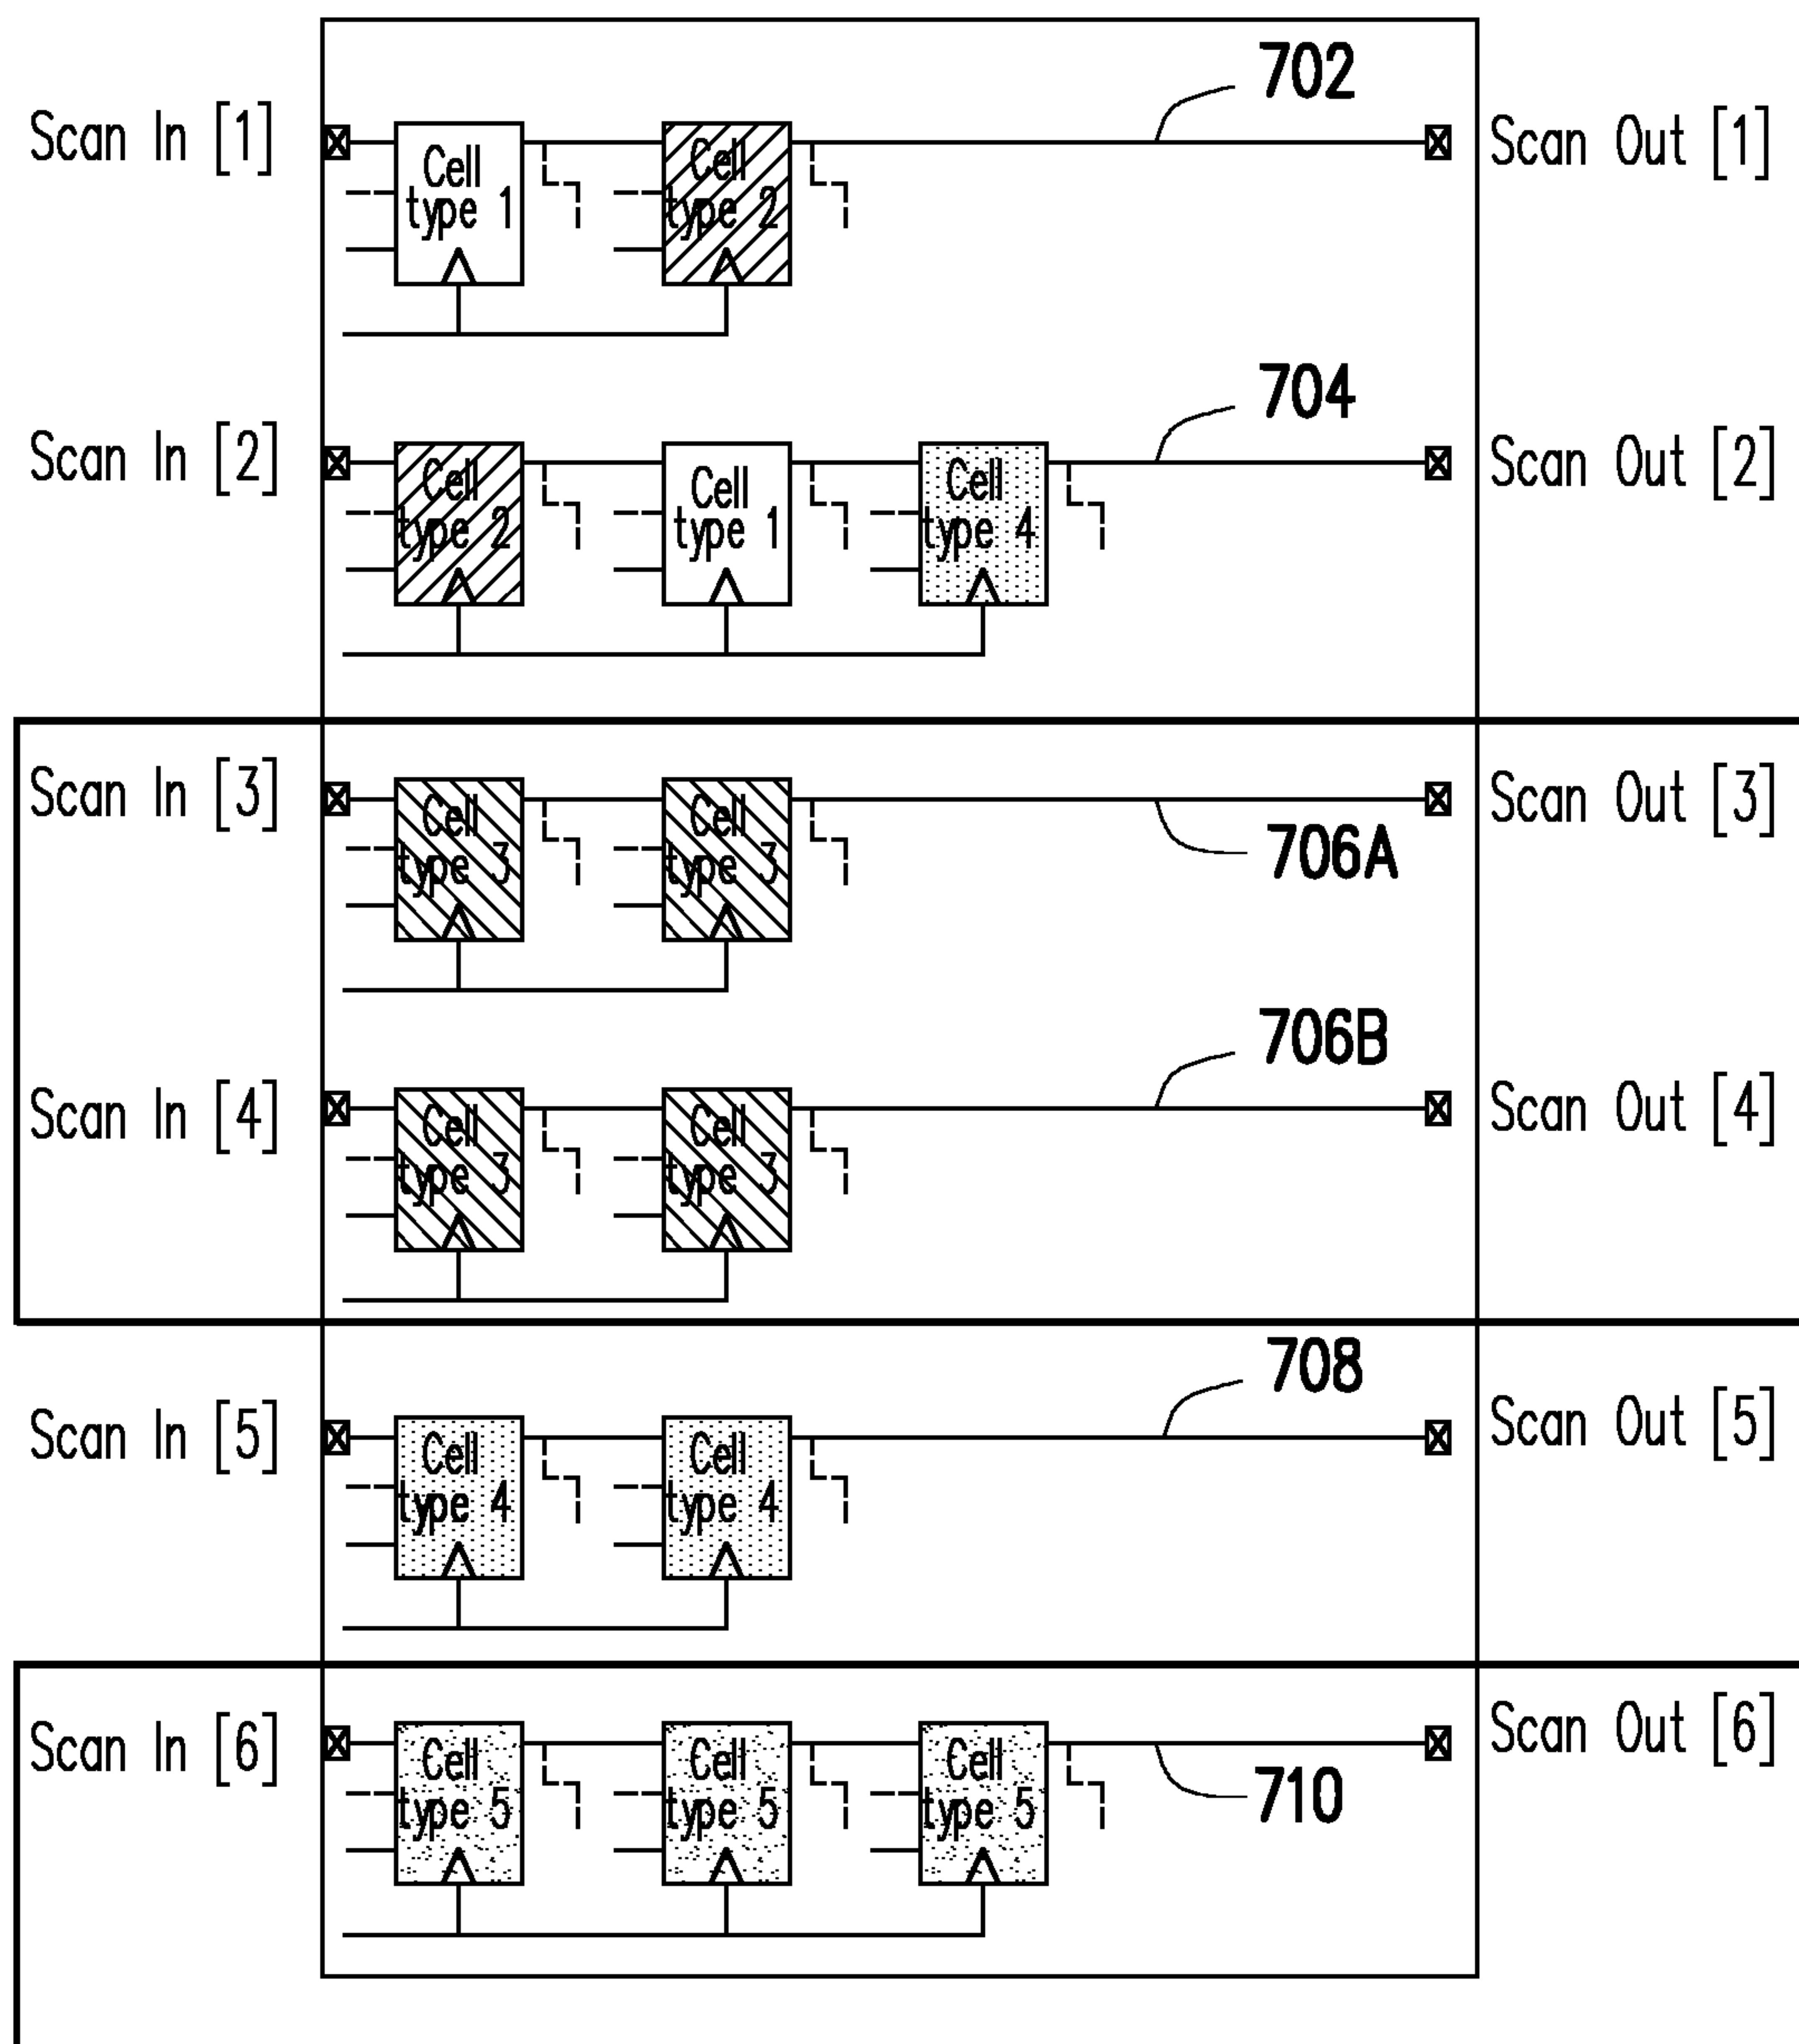 702
Scan In [1]
Cell type 1
Cell type 2
Scan Out [1]
704
Scan In [2]
Cell type 2
Cell type 1
Cell type 4
Scan Out [2]
Scan In [3]
Cell type 3
Cell type 3
Scan Out [3]
706A
706B
Scan In [4]
Cell type 3
Cell type 3
Scan Out [4]
708
Scan In [5]
Cell type 4
Cell type 4
Scan Out [5]
Scan In [6]
Cell type 5
Cell type 5
Cell type 5
Scan Out [6]
710